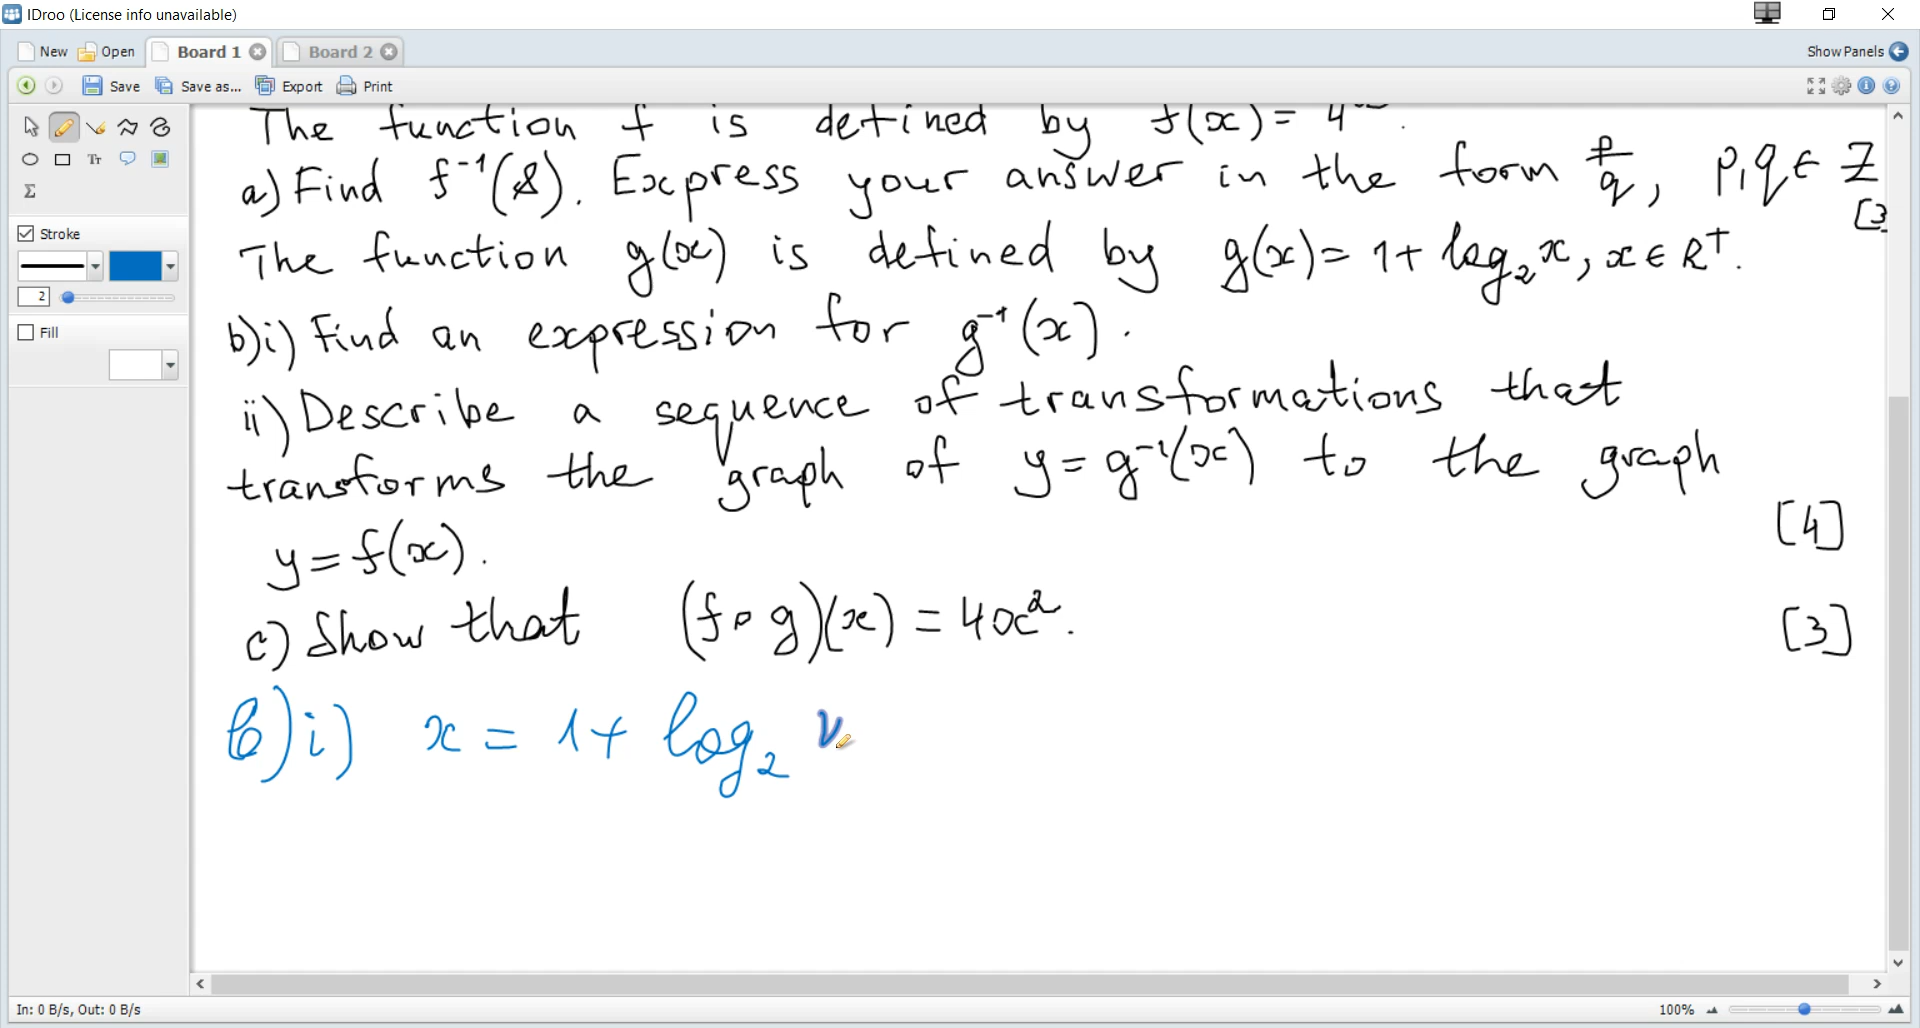 IDroo (License info unavailable)
New Open Board 1 Board 2 Show Panels
Save Save as... Export Print
The function f is defined by f(x) = 4ˣ.
a) Find f⁻¹(8). Express your answer in the form p/q, p,q ∈ Z
[3
The function g(x) is defined by g(x) = 1 + log₂x, x ∈ R⁺.
b)i) Find an expression for g⁻¹(x).
ii) Describe a sequence of transformations that
transforms the graph of y = g⁻¹(x) to the graph
y = f(x). [4]
c) Show that (f∘g)(x) = 4x². [3]
b)i) x = 1 + log₂
Tr
Σ
Stroke
2
Fill
In: 0 B/s, Out: 0 B/s 100%